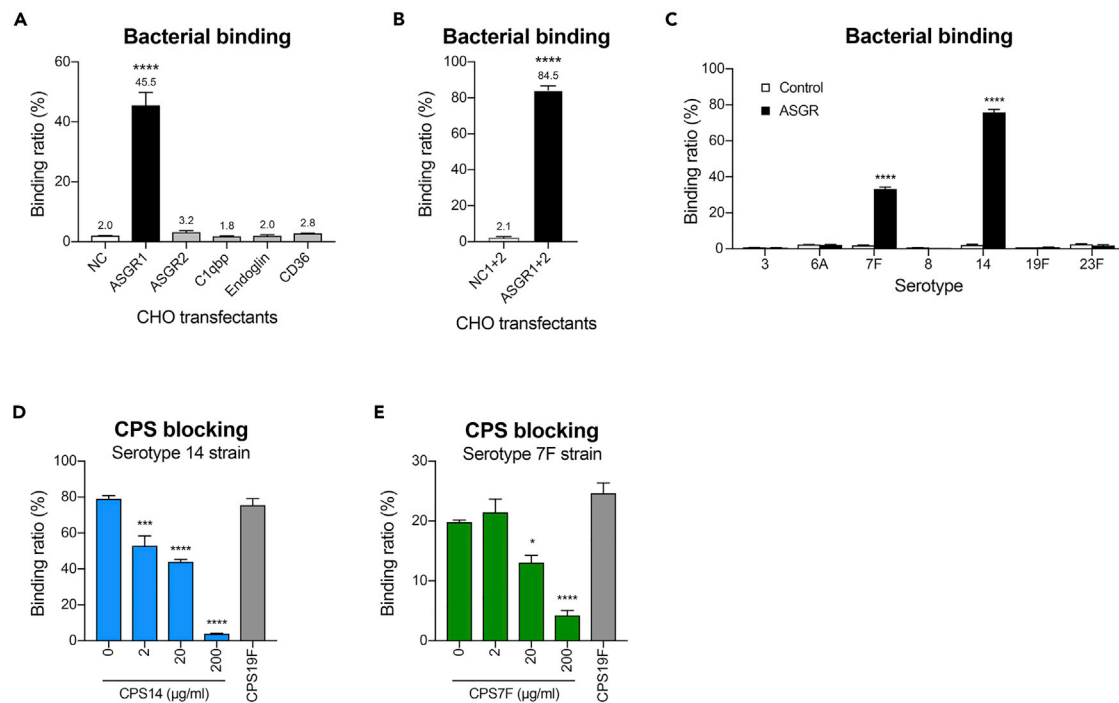 A
Bacterial binding
Binding ratio (%)
60
40
20
0
****
45.5
2.0
3.2
1.8
2.0
2.8
NC
ASGR1
ASGR2
C1qbp
Endoglin
CD36
CHO transfectants
B
Bacterial binding
Binding ratio (%)
100
80
60
40
20
0
****
84.5
2.1
NC1+2
ASGR1+2
CHO transfectants
C
Bacterial binding
Binding ratio (%)
100
80
60
40
20
0
Control
ASGR
****
****
3
6A
7F
8
14
19F
23F
Serotype
D
CPS blocking
Serotype 14 strain
Binding ratio (%)
100
80
60
40
20
0
***
****
****
0
2
20
200
CPS19F
CPS14 (μg/ml)
E
CPS blocking
Serotype 7F strain
Binding ratio (%)
30
20
10
0
*
****
0
2
20
200
CPS19F
CPS7F (μg/ml)